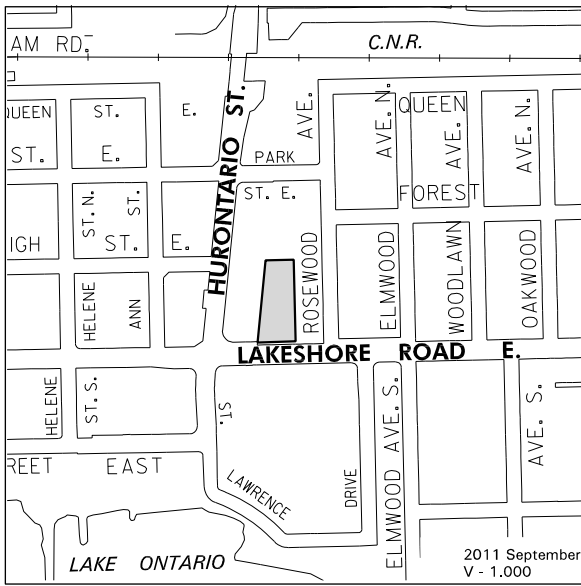 AM RD.
C.N.R.
QUEEN ST. E.
HURONTARIO ST.
AVE.
AVE. N.
QUEEN
AVE.
AVE. N.
ST. E.
PARK
ST. E.
FOREST
ST. N.
ST.
IGH ST. E.
HELENE
ANN
ROSEWOOD
ELMWOOD
WOODLAWN
OAKWOOD
LAKESHORE ROAD E.
HELENE
ST. S.
ST.
ELMWOOD AVE. S.
AVE. S.
REET EAST
LAWRENCE
DRIVE
LAKE ONTARIO
2011 September
V - 1.000